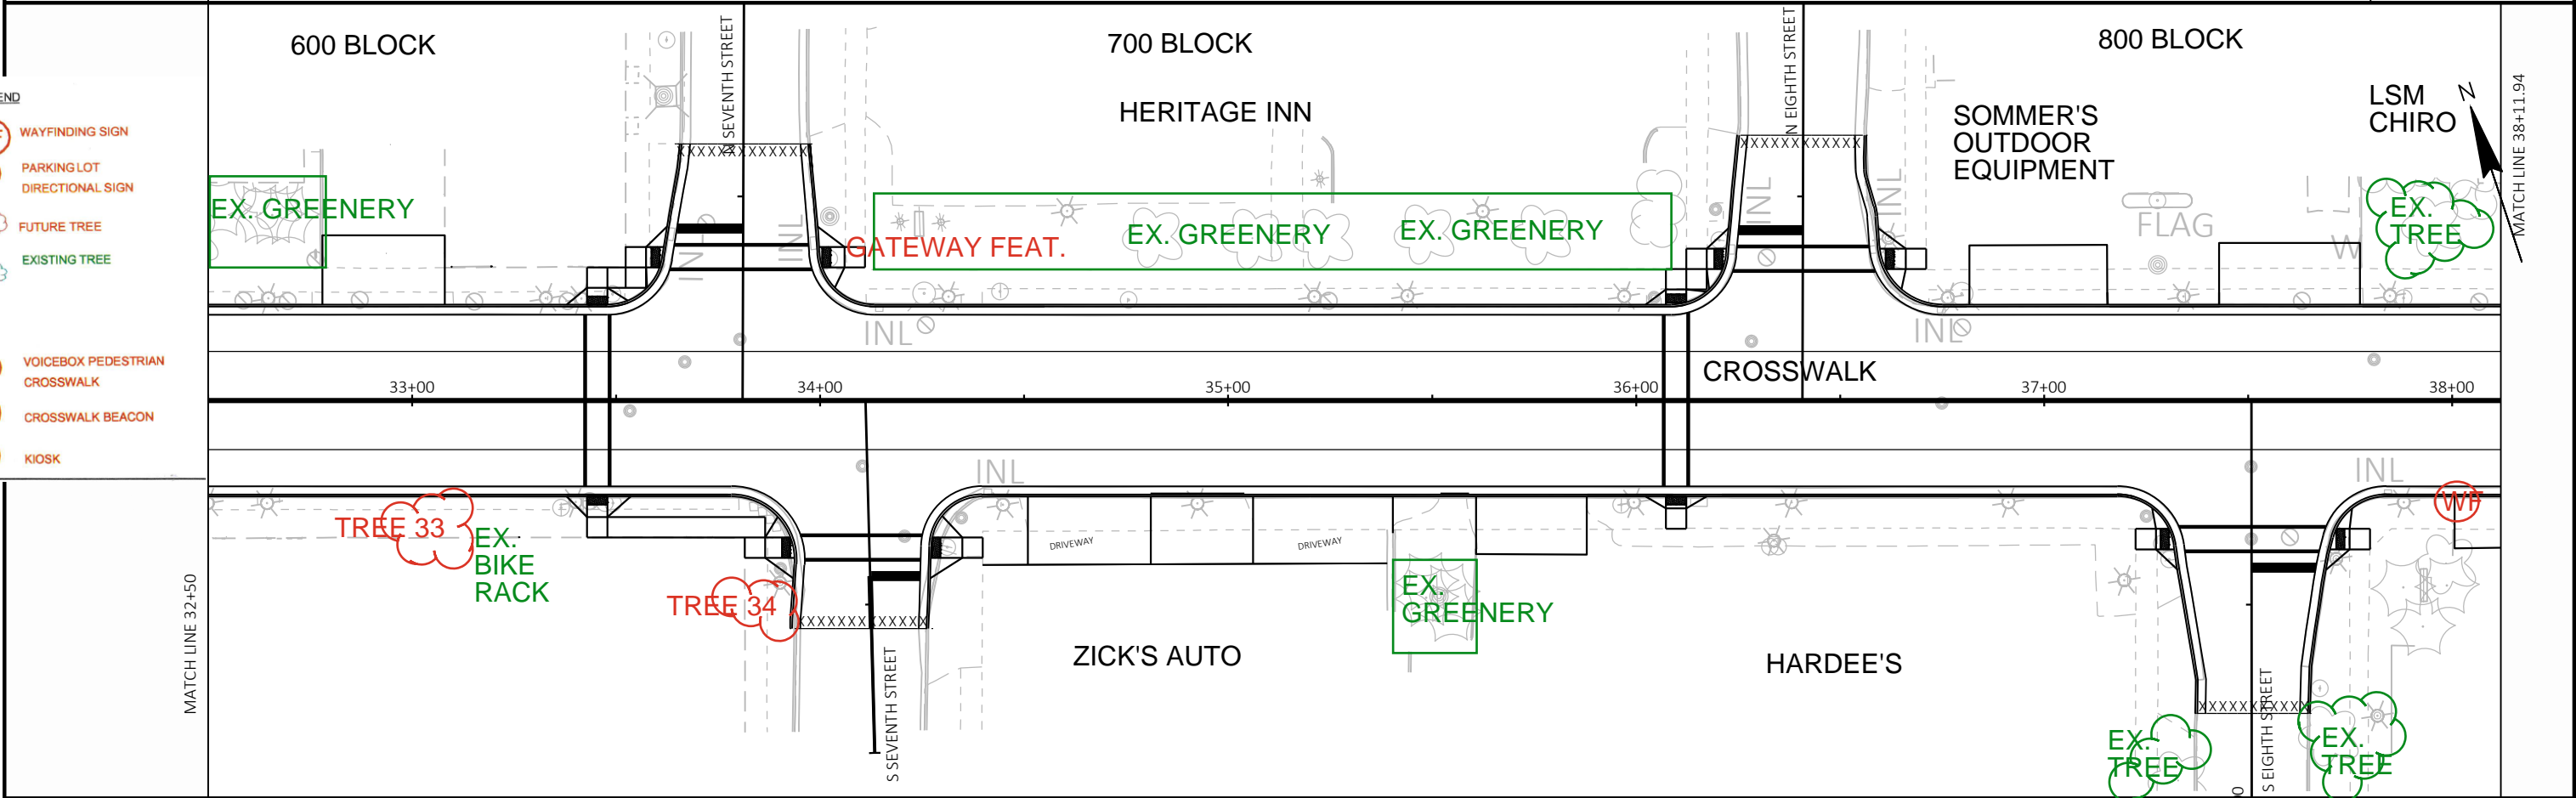 600 BLOCK
700 BLOCK
800 BLOCK
N SEVENTH STREET
N EIGHTH STREET
HERITAGE INN
SOMMER'S
OUTDOOR
EQUIPMENT
LSM
CHIRO
N
MATCH LINE 38+11.94
END
WAYFINDING SIGN
PARKING LOT
DIRECTIONAL SIGN
FUTURE TREE
EXISTING TREE
VOICEBOX PEDESTRIAN
CROSSWALK
CROSSWALK BEACON
KIOSK
XXXXXXXXXXXX
XXXXXXXXXXXX
EX. GREENERY
GATEWAY FEAT.
EX. GREENERY
EX. GREENERY
INL
INL
INL
FLAG
W
EX.
TREE
INL
INL
CROSSWALK
33+00
34+00
35+00
36+00
37+00
38+00
INL
INL
WF
TREE 33
EX.
BIKE
RACK
DRIVEWAY
DRIVEWAY
TREE 34
EX.
GREENERY
XXXXXXXXXXXX
MATCH LINE 32+50
ZICK'S AUTO
HARDEE'S
S SEVENTH STREET
S EIGHTH STREET
XXXXXXXXXX
EX.
TREE
EX.
TREE